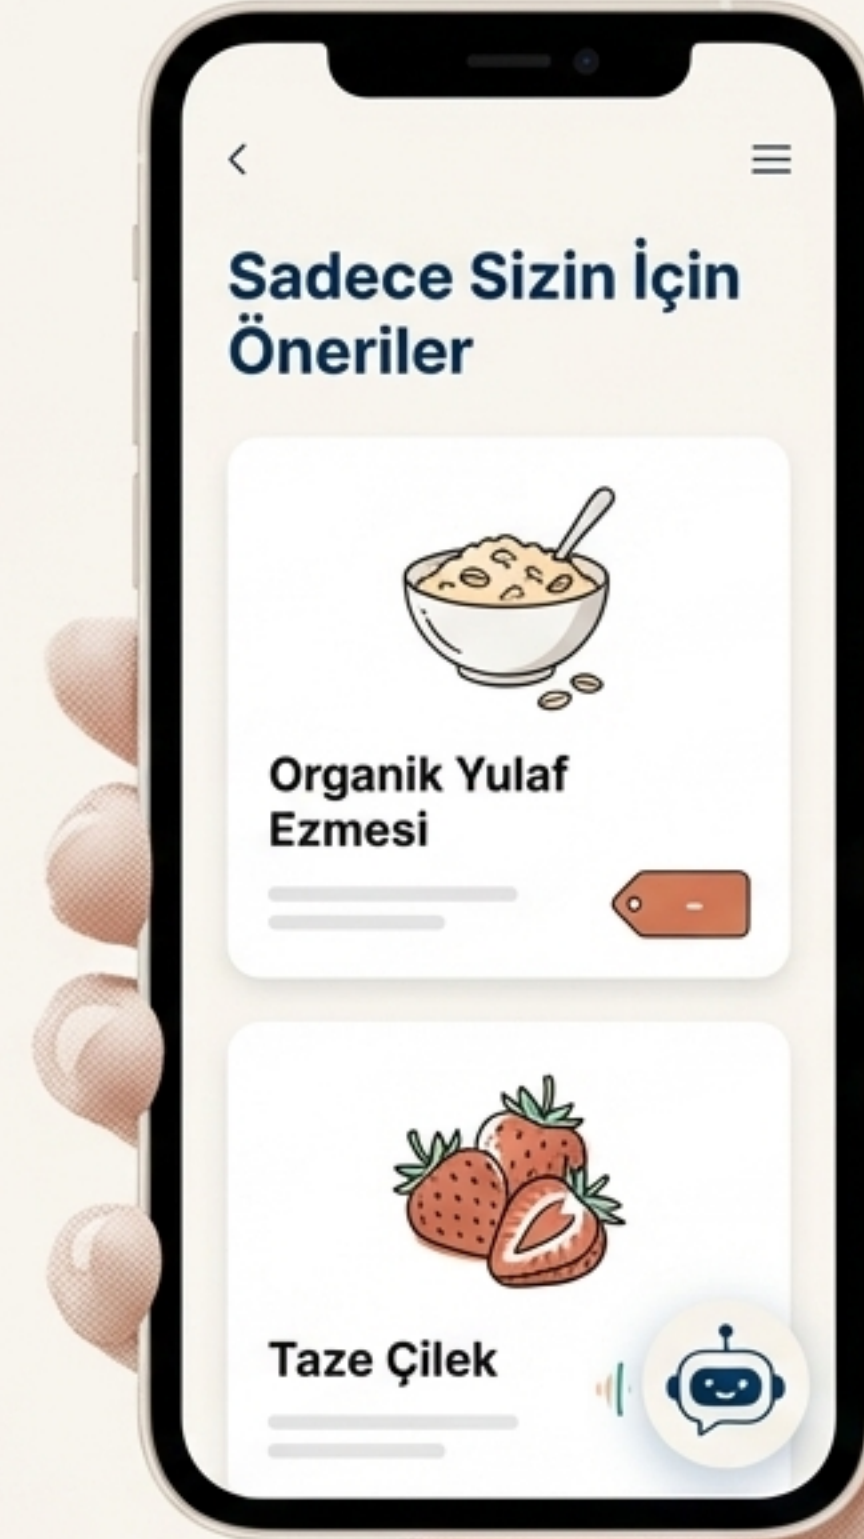 Sadece Sizin İçin
Öneriler
Organik Yulaf
Ezmesi
Taze Çilek